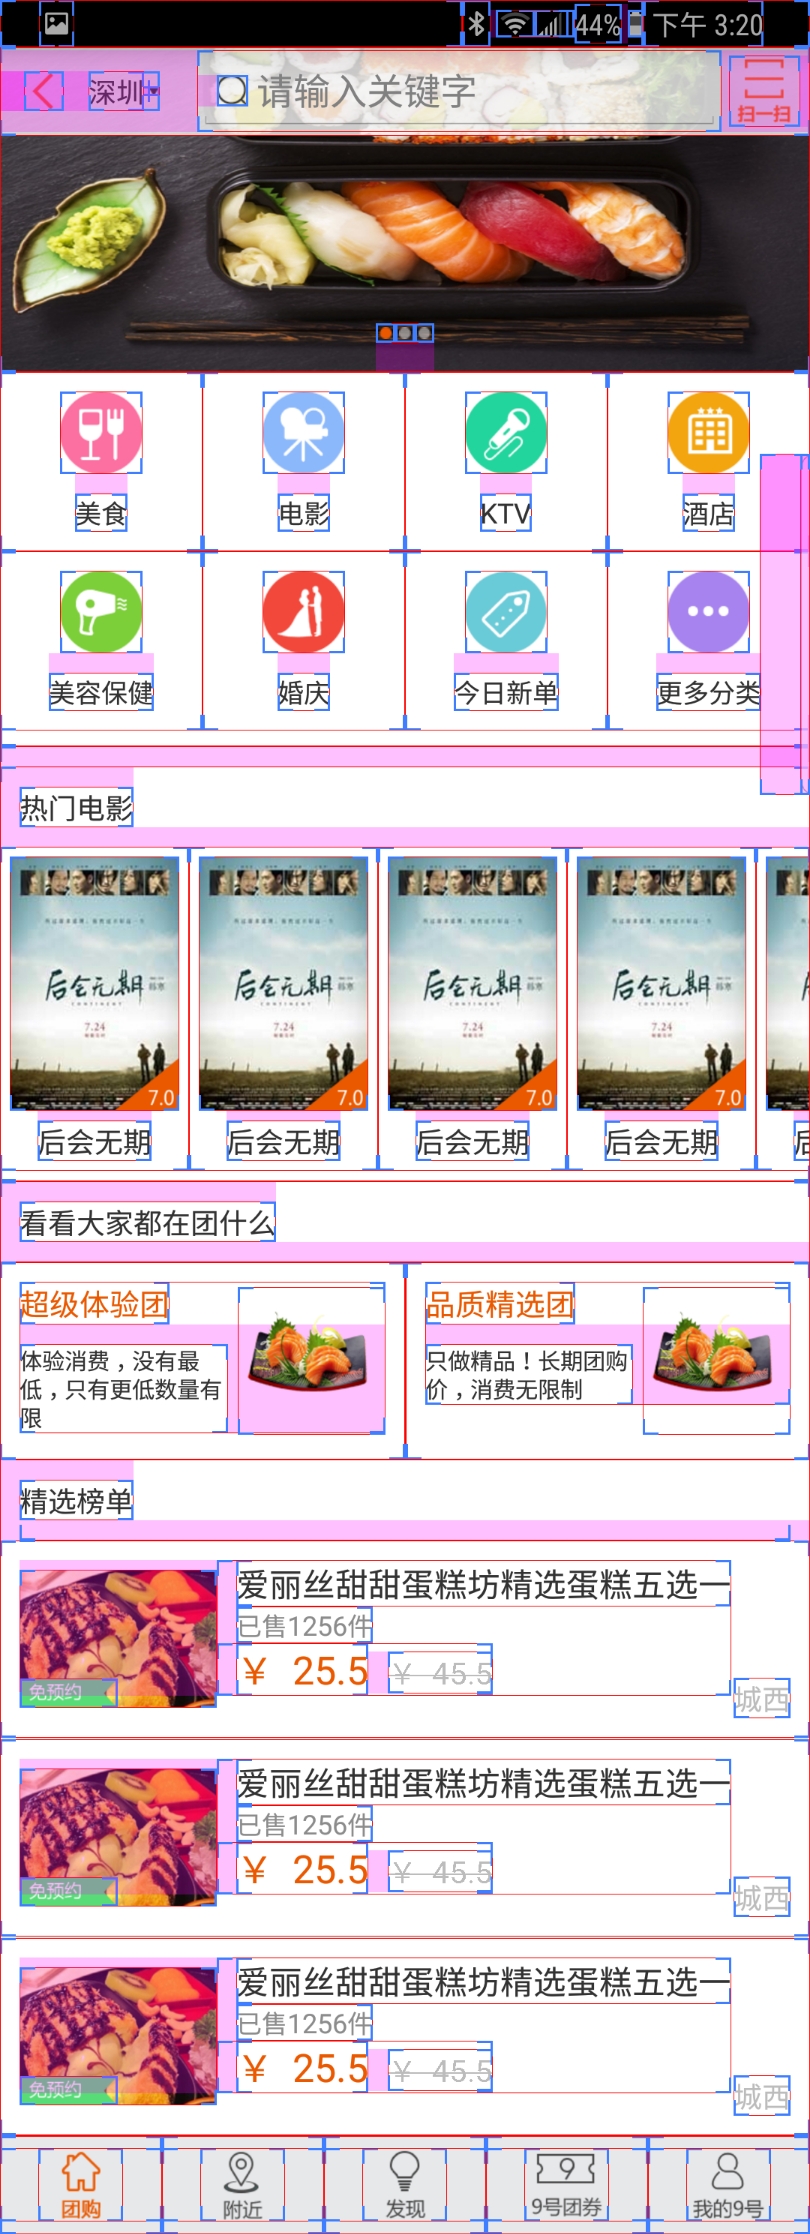 44% 下午 3:20
深圳 请输入关键字 扫一扫
美食 电影 KTV 酒店
美容保健 婚庆 今日新单 更多分类
热门电影
后会无期 后会无期 后会无期 后会无期
7.24 7.24 7.24 7.24
7.0 7.0 7.0 7.0
后会无期 后会无期 后会无期 后会无期
看看大家都在团什么
超级体验团
体验消费，没有最
低，只有更低数量有
限
品质精选团
只做精品！长期团购
价，消费无限制
精选榜单
爱丽丝甜甜蛋糕坊精选蛋糕五选一
已售1256件
¥ 25.5 ¥ 45.5
免预约 城西
爱丽丝甜甜蛋糕坊精选蛋糕五选一
已售1256件
¥ 25.5 ¥ 45.5
免预约 城西
爱丽丝甜甜蛋糕坊精选蛋糕五选一
已售1256件
¥ 25.5 ¥ 45.5
免预约 城西
团购 附近 发现 9号团券 我的9号